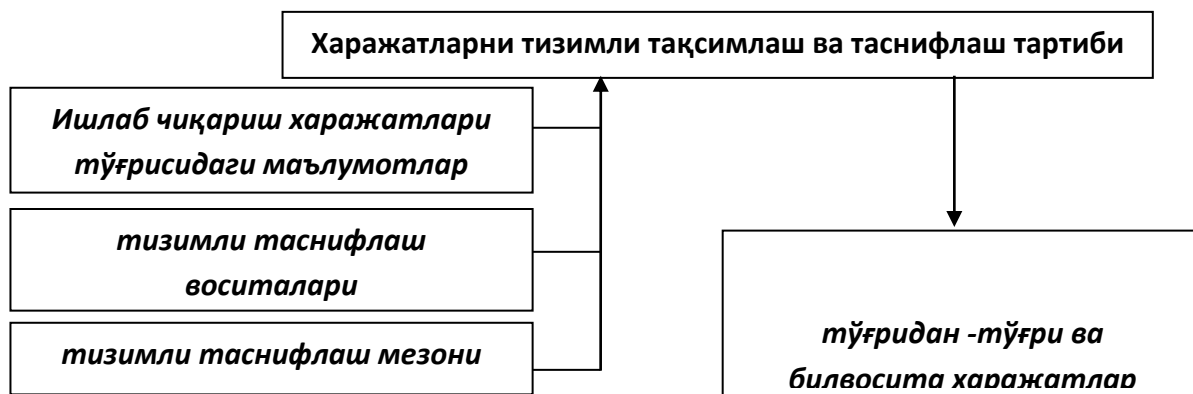 Харажатларни тизимли тақсимлаш ва таснифлаш тартиби
Ишлаб чиқариш харажатлари
тўғрисидаги маълумотлар
тизимли таснифлаш
воситалари
тизимли таснифлаш мезони
тўғридан -тўғри ва
билвосита харажатлар